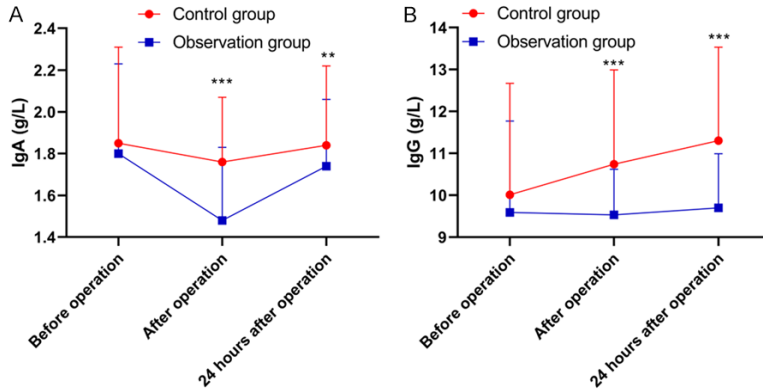 A
Control group
Observation group
IgA (g/L)
2.4
2.2
2.0
1.8
1.6
1.4
***
**
Before operation
After operation
24 hours after operation
B
Control group
Observation group
IgG (g/L)
14
13
12
11
10
9
***
***
Before operation
After operation
24 hours after operation